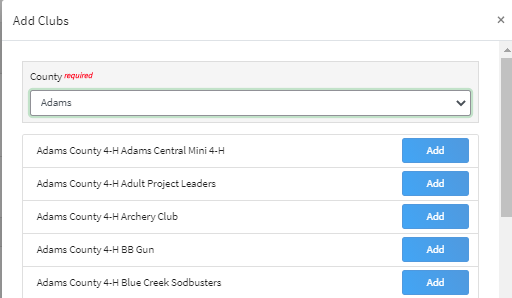 Add Clubs ×
County required
Adams
Adams County 4-H Adams Central Mini 4-H Add
Adams County 4-H Adult Project Leaders Add
Adams County 4-H Archery Club Add
Adams County 4-H BB Gun Add
Adams County 4-H Blue Creek Sodbusters Add